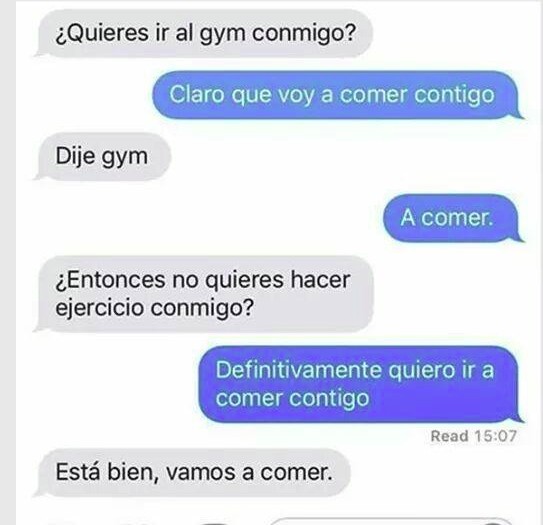 ¿Quieres ir al gym conmigo?
Claro que voy a comer contigo
Dije gym
A comer.
¿Entonces no quieres hacer
ejercicio conmigo?
Definitivamente quiero ir a
comer contigo
Read 15:07
Está bien, vamos a comer.